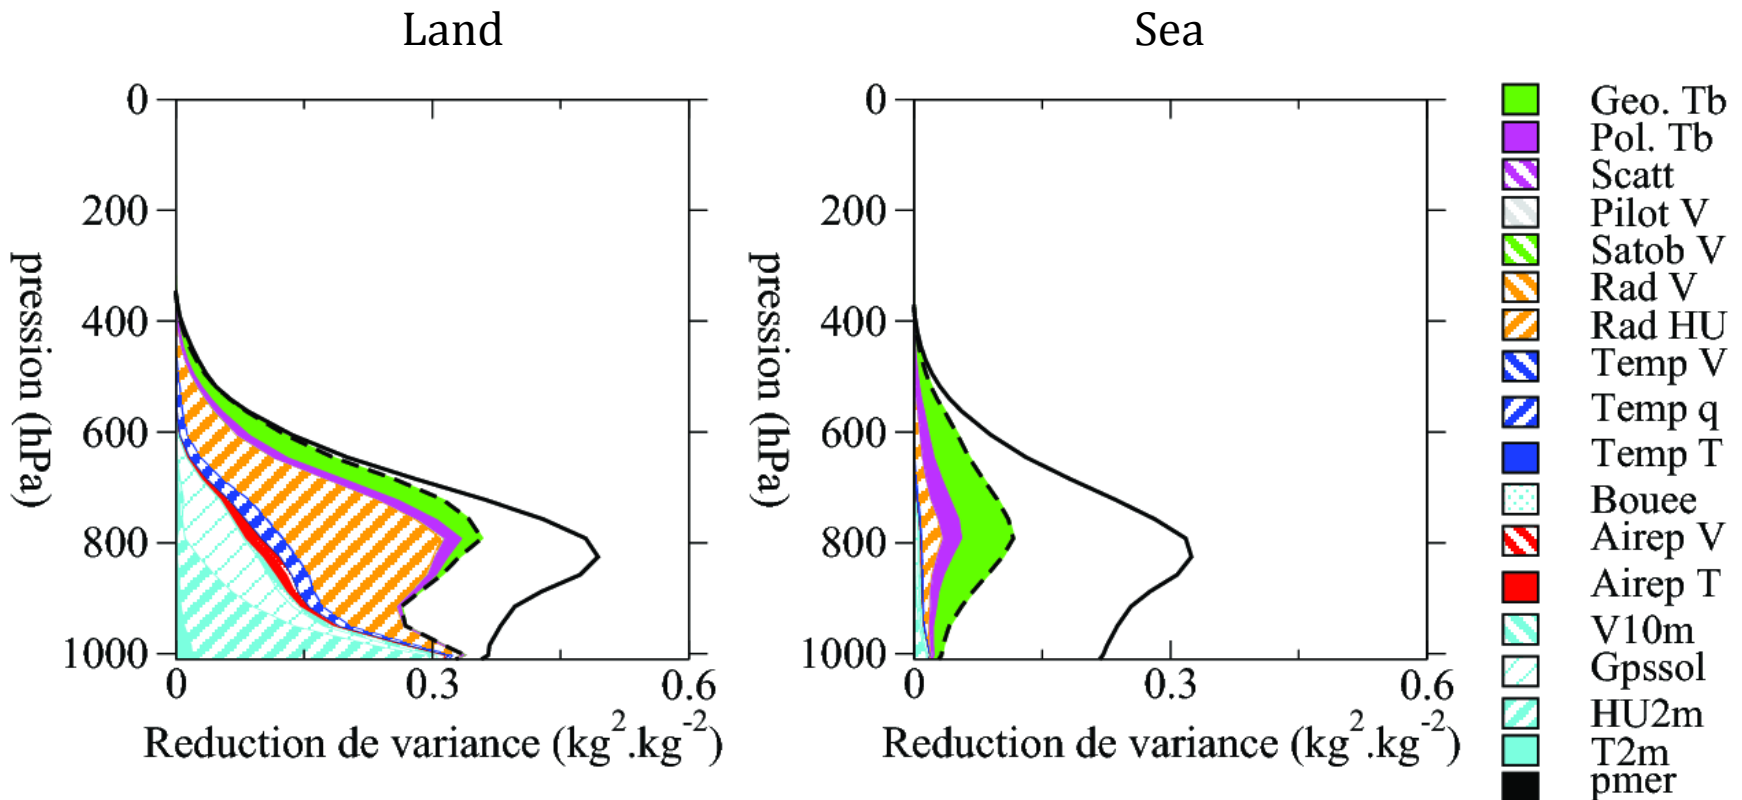 Land
Sea
0
200
400
600
800
1000
pression (hPa)
0
0.3
0.6
Reduction de variance (kg².kg⁻²)
0
200
400
600
800
1000
pression (hPa)
0
0.3
0.6
Reduction de variance (kg².kg⁻²)
Geo. Tb
Pol. Tb
Scatt
Pilot V
Satob V
Rad V
Rad HU
Temp V
Temp q
Temp T
Bouee
Airep V
Airep T
V10m
Gpssol
HU2m
T2m
pmer